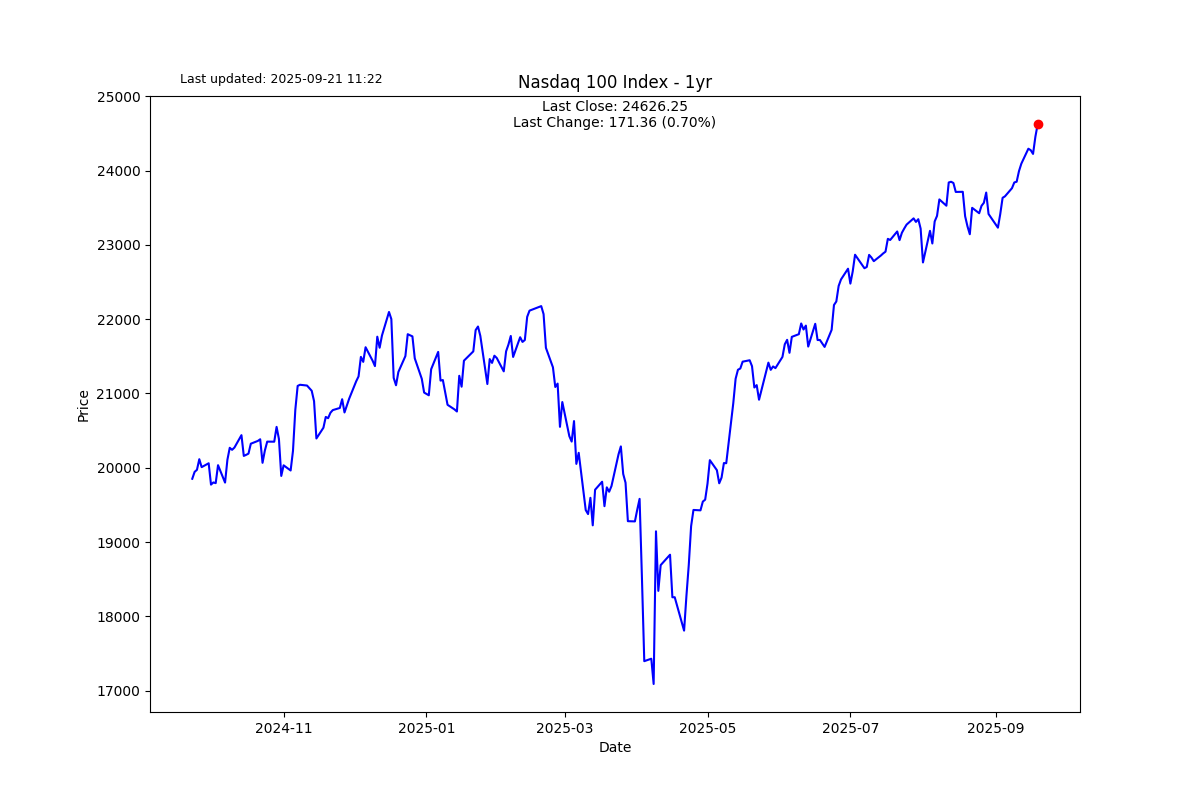 Last updated: 2025-09-21 11:22
Nasdaq 100 Index - 1yr
Last Close: 24626.25
Last Change: 171.36 (0.70%)
Price
25000
24000
23000
22000
21000
20000
19000
18000
17000
2024-11
2025-01
2025-03
2025-05
2025-07
2025-09
Date